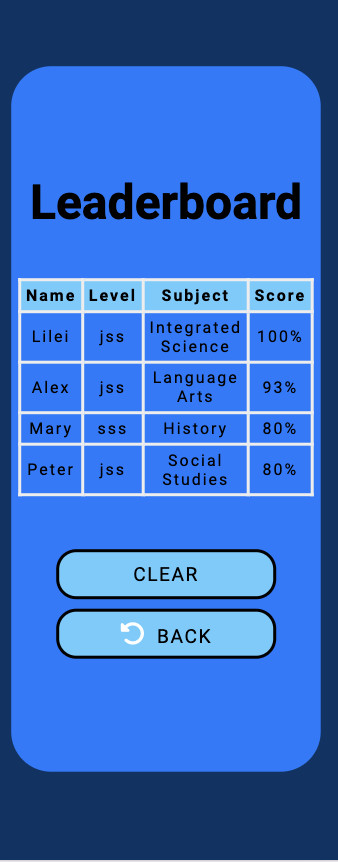 Leaderboard
Name Level Subject Score
Lilei jss Integrated Science 100%
Alex jss Language Arts 93%
Mary sss History 80%
Peter jss Social Studies 80%
CLEAR
BACK